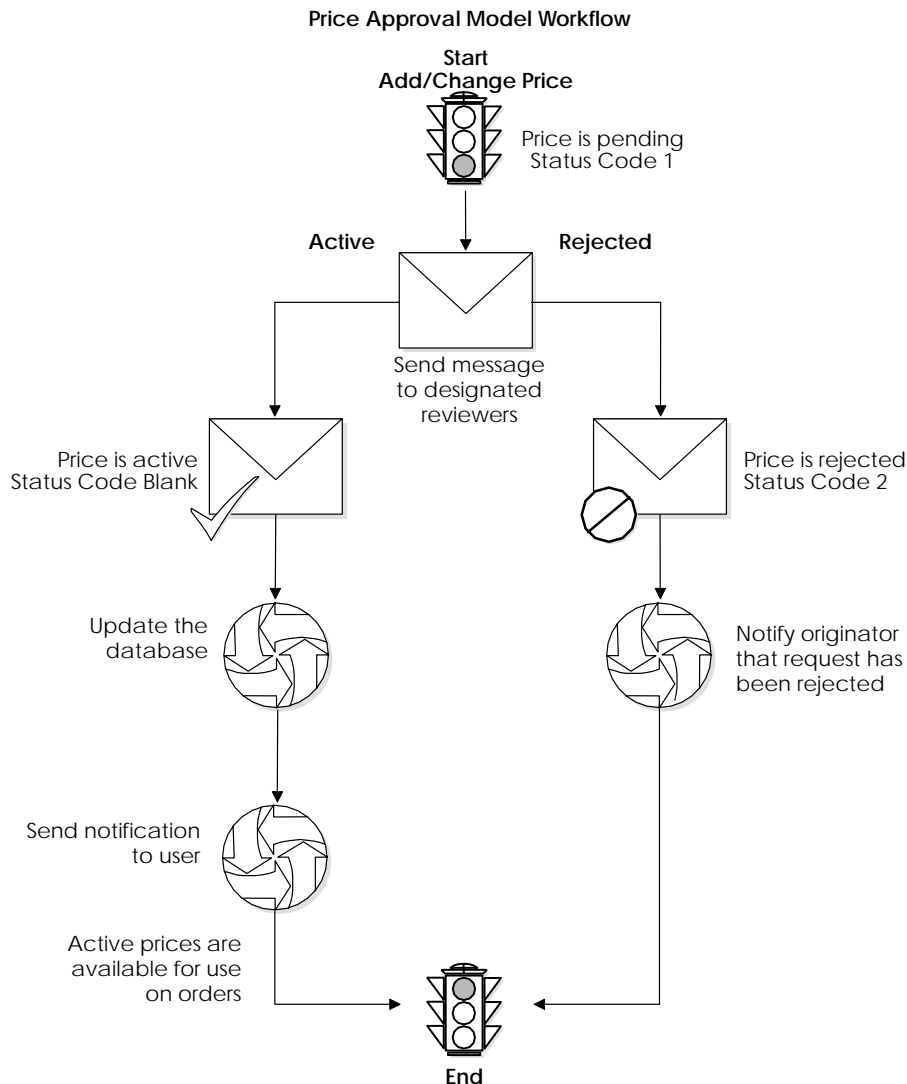 Price Approval Model Workflow
Start
Add/Change Price
Price is pending
Status Code 1
Active
Rejected
Send message
to designated
reviewers
Price is active
Status Code Blank
Price is rejected
Status Code 2
Update the
database
Notify originator
that request has
been rejected
Send notification
to user
Active prices are
available for use
on orders
End